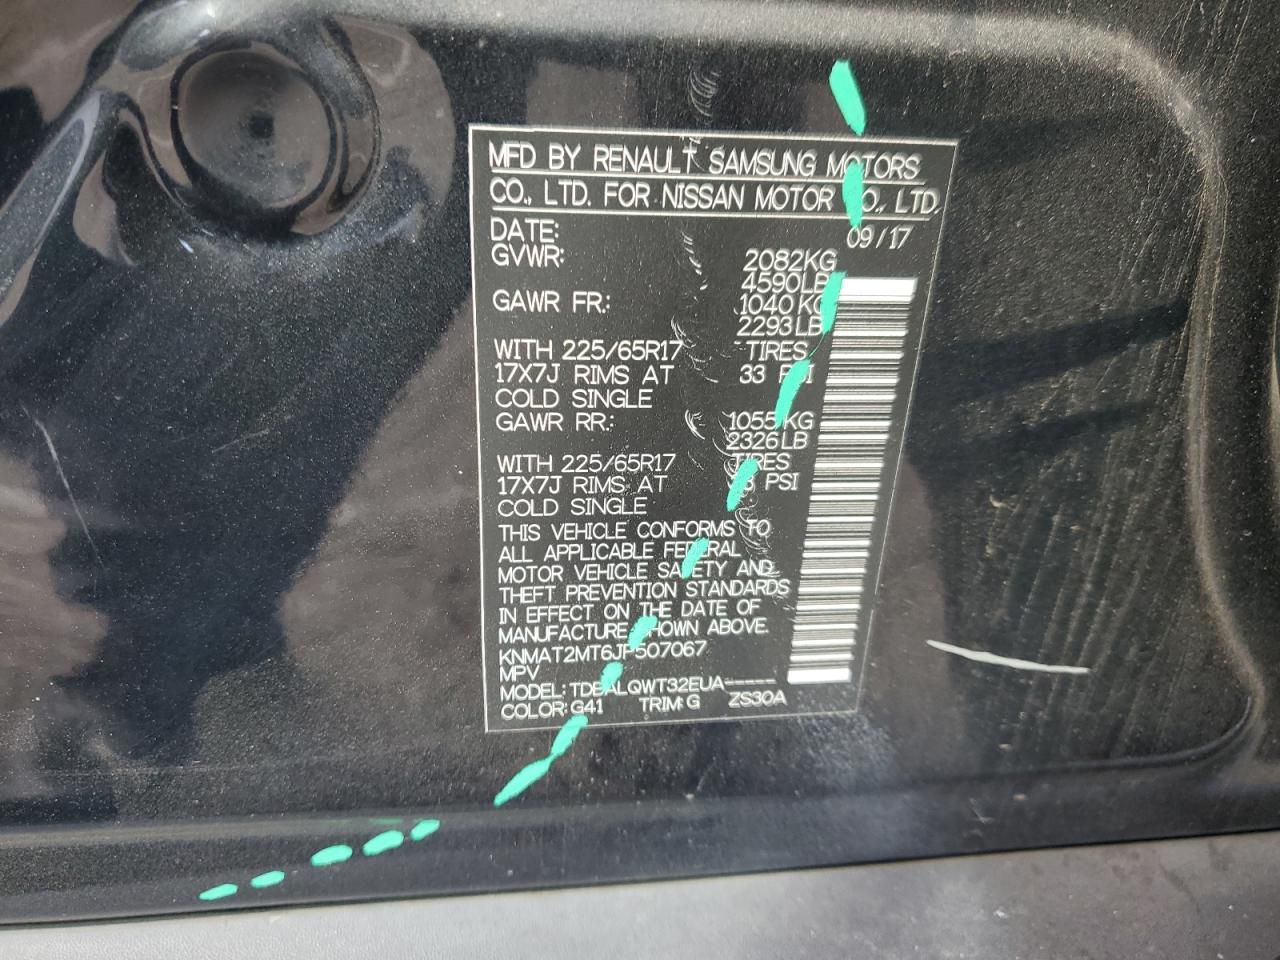 MFD BY RENAULT SAMSUNG MOTORS
CO., LTD. FOR NISSAN MOTOR CO., LTD.
DATE: 09/17
GVWR: 2082KG
4590LB
GAWR FR.: 1040KG
2293LB
WITH 225/65R17 TIRES
17X7J RIMS AT 33 PSI
COLD SINGLE
GAWR RR.: 1055KG
2326LB
WITH 225/65R17 TIRES
17X7J RIMS AT PSI
COLD SINGLE
THIS VEHICLE CONFORMS TO
ALL APPLICABLE FEDERAL
MOTOR VEHICLE SAFETY AND
THEFT PREVENTION STANDARDS
IN EFFECT ON THE DATE OF
MANUFACTURE SHOWN ABOVE.
KNMAT2MT6JP507067
MPV
MODEL: TDBALQWT32EUA-----
COLOR: G41 TRIM: G ZS30A